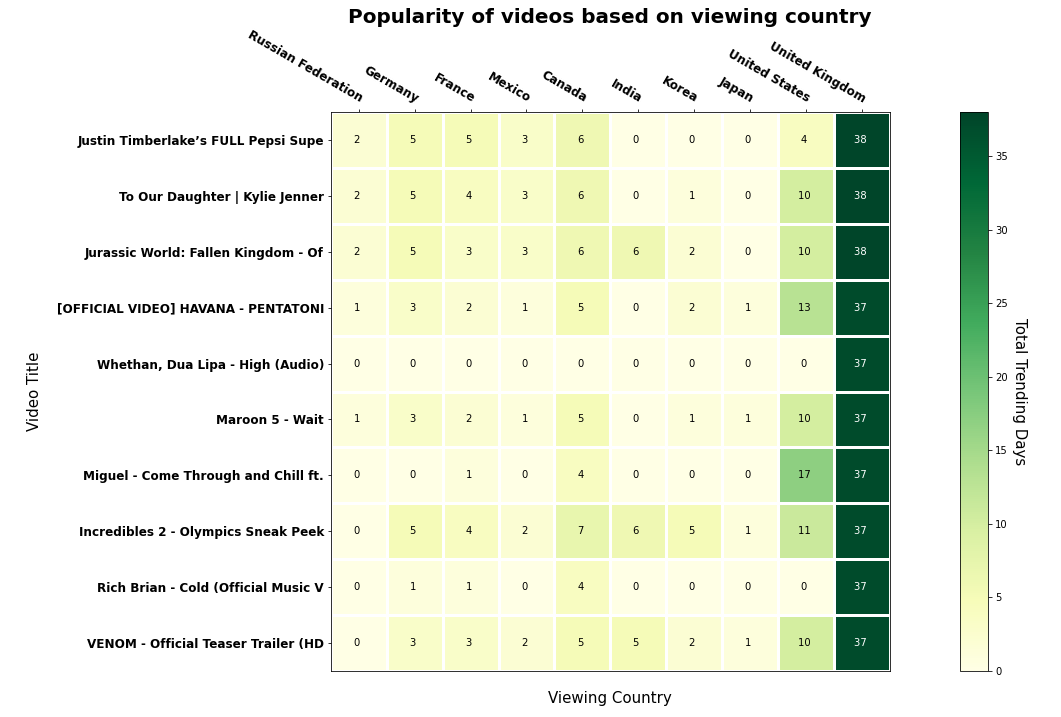 Popularity of videos based on viewing country
Russian Federation
Germany
France
Mexico
Canada
India
Korea
Japan
United States
United Kingdom
Justin Timberlake’s FULL Pepsi Supe 2 5 5 3 6 0 0 0 4 38
To Our Daughter | Kylie Jenner 2 5 4 3 6 0 1 0 10 38
Jurassic World: Fallen Kingdom - Of 2 5 3 3 6 6 2 0 10 38
[OFFICIAL VIDEO] HAVANA - PENTATONI 1 3 2 1 5 0 2 1 13 37
Whethan, Dua Lipa - High (Audio) 0 0 0 0 0 0 0 0 0 37
Maroon 5 - Wait 1 3 2 1 5 0 1 1 10 37
Miguel - Come Through and Chill ft. 0 0 1 0 4 0 0 0 17 37
Incredibles 2 - Olympics Sneak Peek 0 5 4 2 7 6 5 1 11 37
Rich Brian - Cold (Official Music V 0 1 1 0 4 0 0 0 0 37
VENOM - Official Teaser Trailer (HD 0 3 3 2 5 5 2 1 10 37
Video Title
Viewing Country
35
30
25
20
15
10
5
0
Total Trending Days